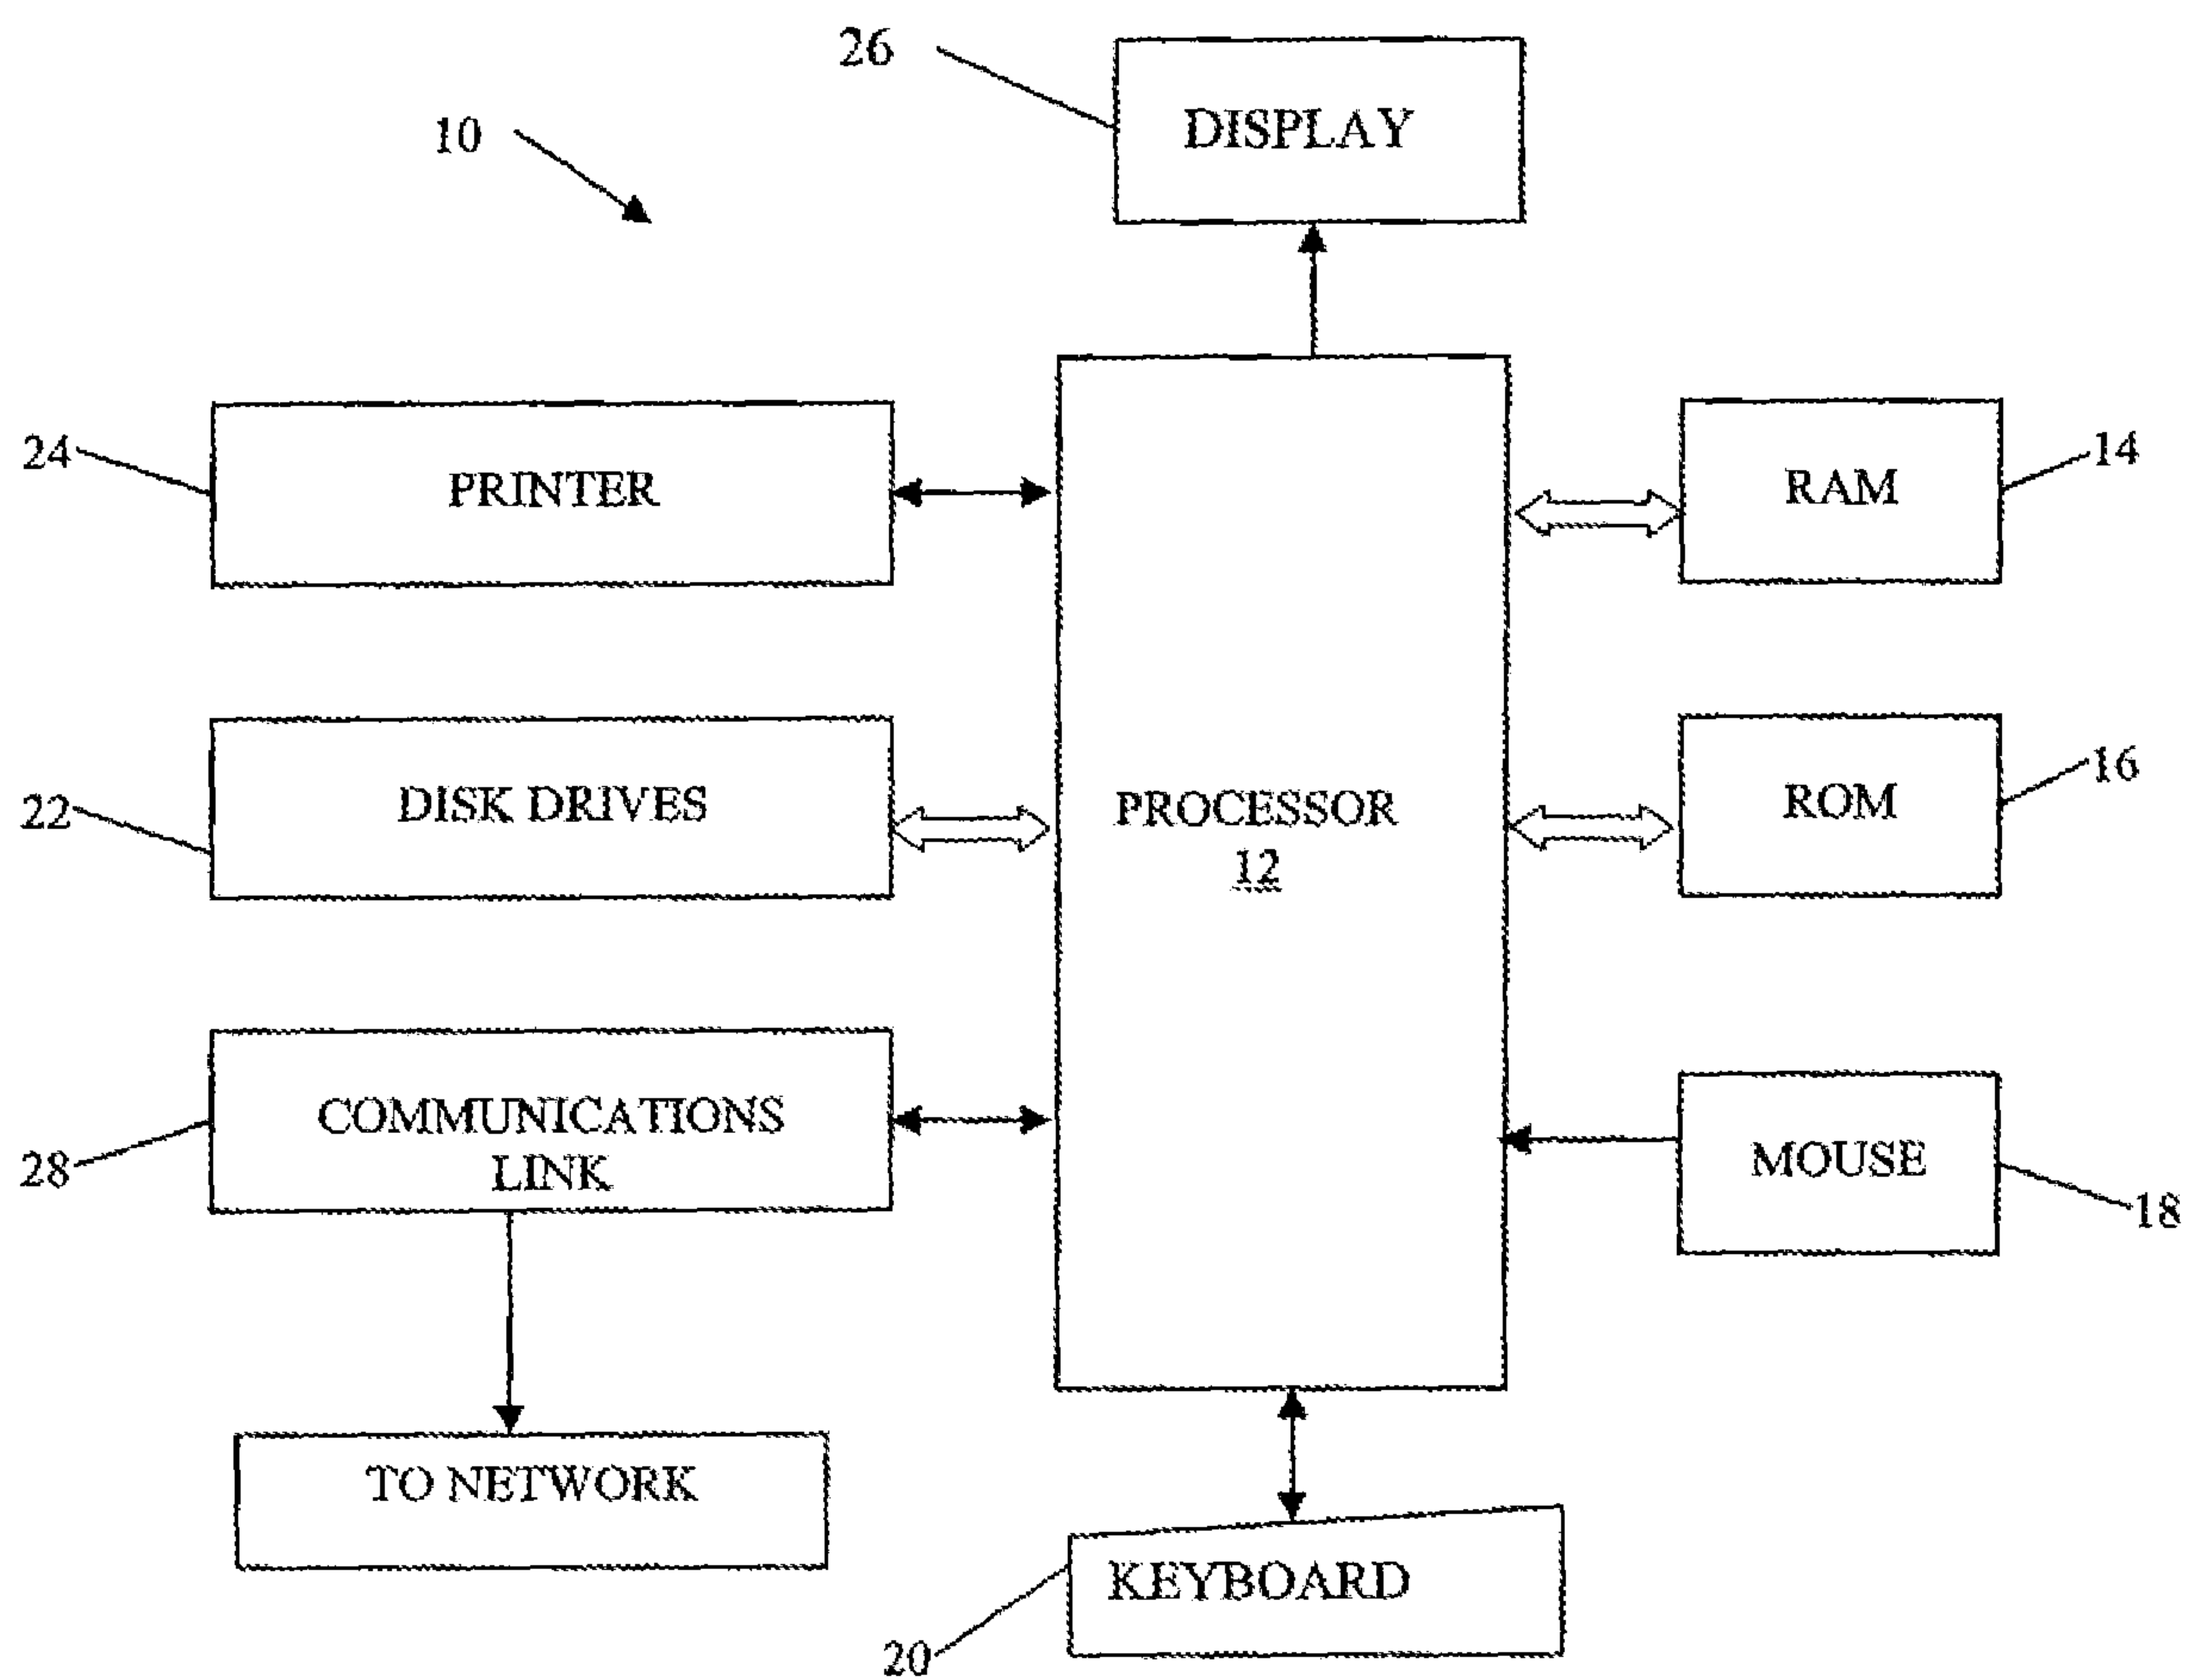 26
DISPLAY
10
24
PRINTER
RAM
14
22
DISK DRIVES
PROCESSOR
12
ROM
16
28
COMMUNICATIONS
LINK
MOUSE
18
TO NETWORK
KEYBOARD
20